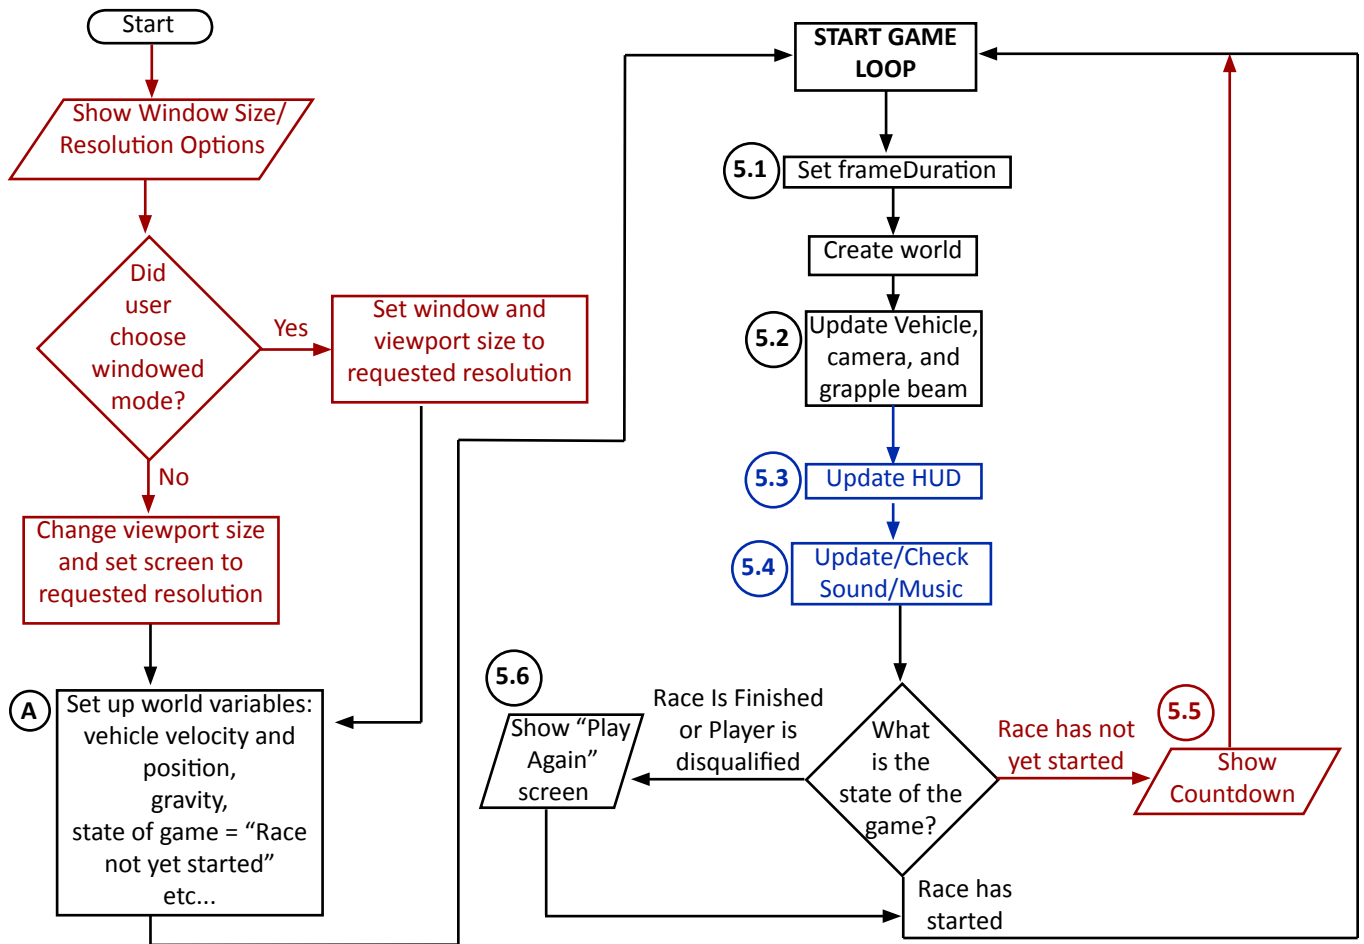 Start
Show Window Size/
Resolution Options
Did
user
choose
windowed
mode?
Yes
Set window and
viewport size to
requested resolution
No
Change viewport size
and set screen to
requested resolution
A
Set up world variables:
vehicle velocity and
position,
gravity,
state of game = “Race
not yet started”
etc...
START GAME
LOOP
5.1
Set frameDuration
Create world
5.2
Update Vehicle,
camera, and
grapple beam
5.3
Update HUD
5.4
Update/Check
Sound/Music
What
is the
state of the
game?
Race Is Finished
or Player is
disqualified
5.6
Show “Play
Again”
screen
Race has not
yet started
5.5
Show
Countdown
Race has
started